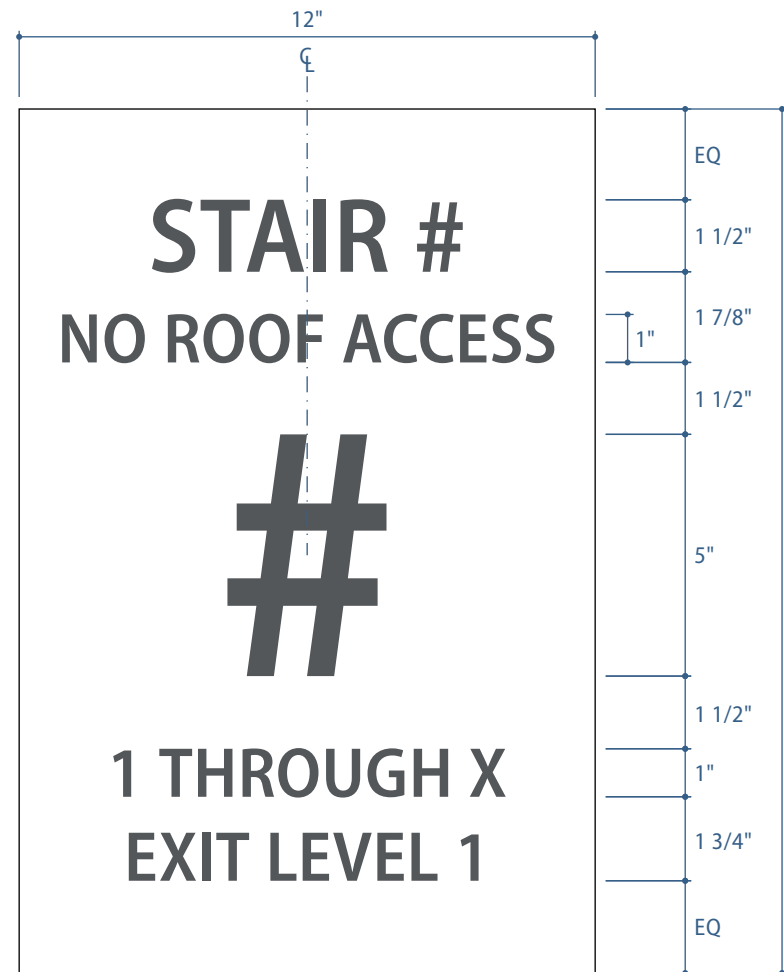 12"
℄
EQ
STAIR #
1 1/2"
NO ROOF ACCESS
1 7/8"
1"
1 1/2"
#
5"
1 1/2"
1 THROUGH X
1"
EXIT LEVEL 1
1 3/4"
EQ